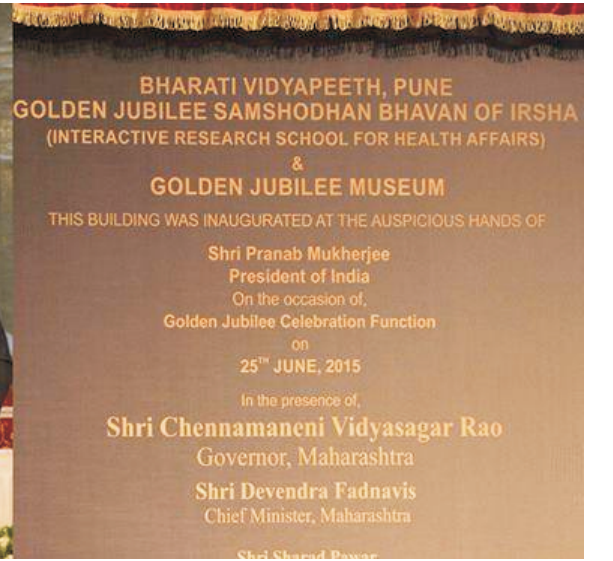 BHARATI VIDYAPEETH, PUNE
GOLDEN JUBILEE SAMSHODHAN BHAVAN OF IRSHA
(INTERACTIVE RESEARCH SCHOOL FOR HEALTH AFFAIRS)
&
GOLDEN JUBILEE MUSEUM
THIS BUILDING WAS INAUGURATED AT THE AUSPICIOUS HANDS OF
Shri Pranab Mukherjee
President of India
On the occasion of,
Golden Jubilee Celebration Function
on
25TH JUNE, 2015
In the presence of,
Shri Chennamaneni Vidyasagar Rao
Governor, Maharashtra
Shri Devendra Fadnavis
Chief Minister, Maharashtra
Shri Sharad Pawar